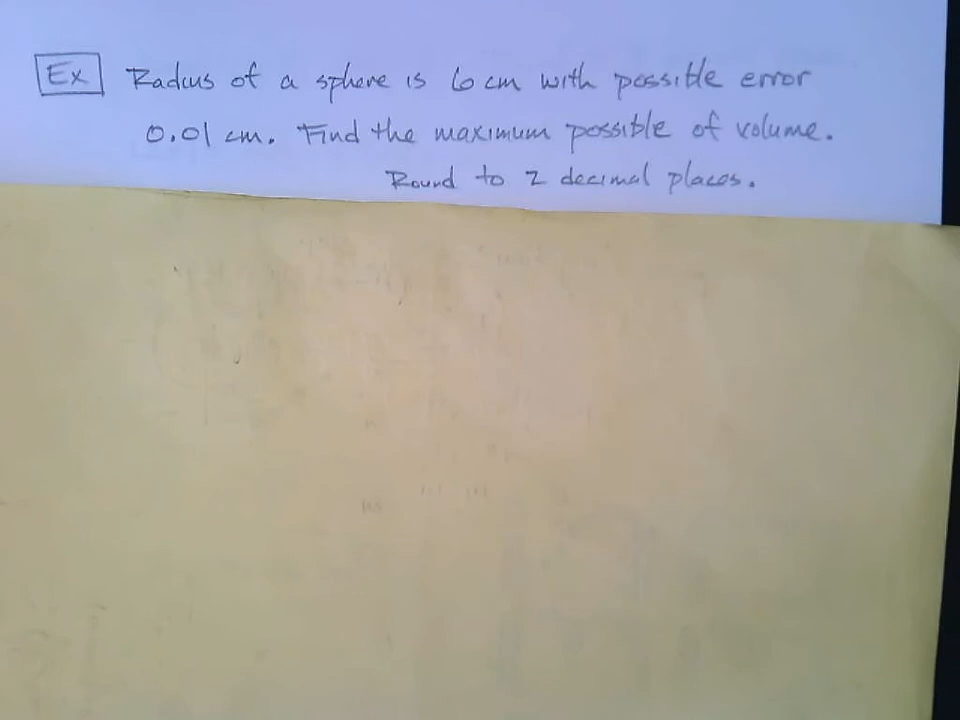 Ex Radius of a sphere is 6 cm with possible error
0.01 cm. Find the maximum possible of volume.
Round to 2 decimal places.